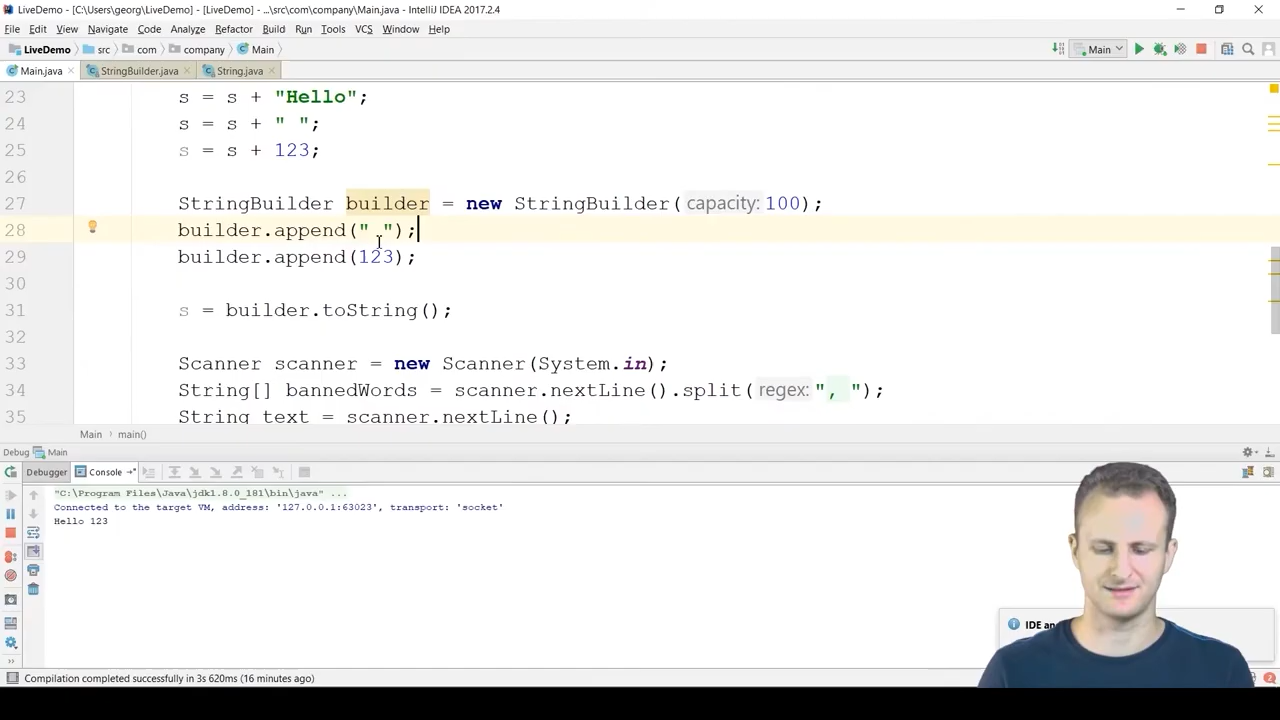 LiveDemo - [C:\Users\georg\LiveDemo] - [LiveDemo] - ...\src\com\company\Main.java - IntelliJ IDEA 2017.2.4
File Edit View Navigate Code Analyze Refactor Build Run Tools VCS Window Help
LiveDemo src com company Main Main
Main.java StringBuilder.java String.java
23 s = s + "Hello";
24 s = s + " ";
25 s = s + 123;
26
27 StringBuilder builder = new StringBuilder( capacity: 100);
28 builder.append(" ");
29 builder.append(123);
30
31 s = builder.toString();
32
33 Scanner scanner = new Scanner(System.in);
34 String[] bannedWords = scanner.nextLine().split( regex: ", ");
35 String text = scanner.nextLine();
Main main()
Debug Main
Debugger Console
"C:\Program Files\Java\jdk1.8.0_181\bin\java" ...
Connected to the target VM, address: '127.0.0.1:63023', transport: 'socket'
Hello 123
IDE
Compilation completed successfully in 3s 620ms (16 minutes ago)
2